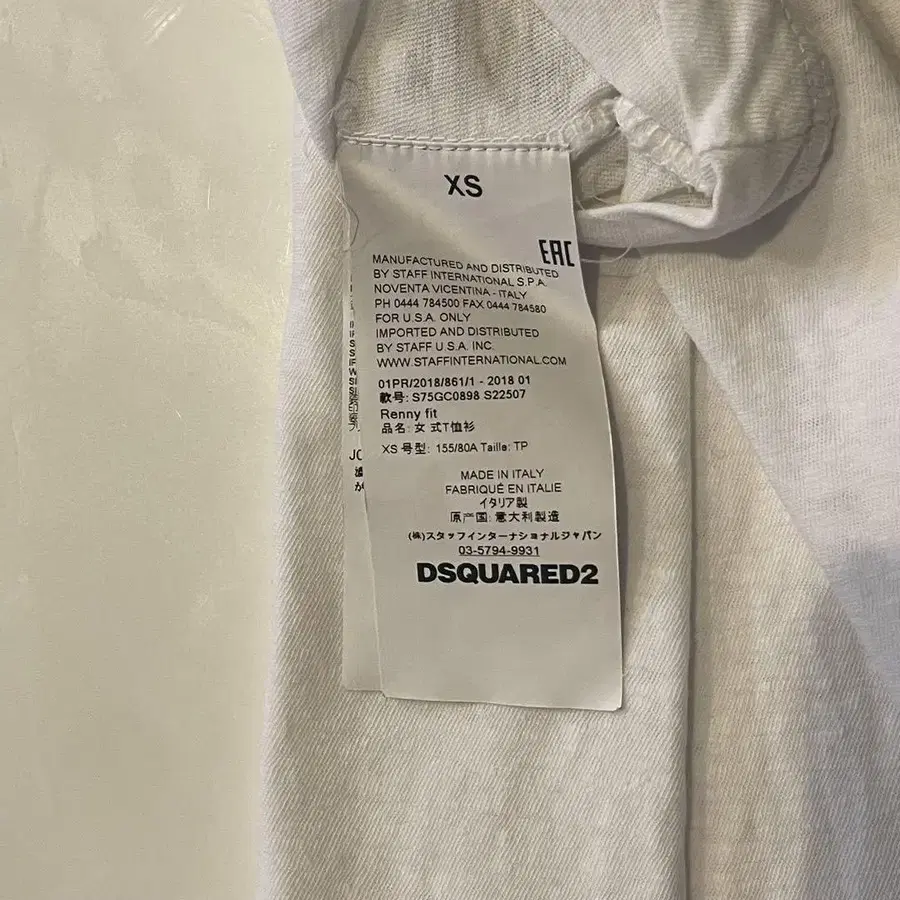 XS
EAC
MANUFACTURED AND DISTRIBUTED
BY STAFF INTERNATIONAL S.P.A.
NOVENTA VICENTINA - ITALY
PH 0444 784500 FAX 0444 784580
FOR U.S.A. ONLY
IMPORTED AND DISTRIBUTED
BY STAFF U.S.A. INC.
WWW.STAFFINTERNATIONAL.COM
01PR/2018/861/1 - 2018 01
款号: S75GC0898 S22507
Renny fit
品名: 女 式T恤衫
XS 号型: 155/80A Taille: TP
MADE IN ITALY
FABRIQUÉ EN ITALIE
イタリア製
原产国: 意大利製造
(株)スタッフインターナショナルジャパン
03-5794-9931
DSQUARED2